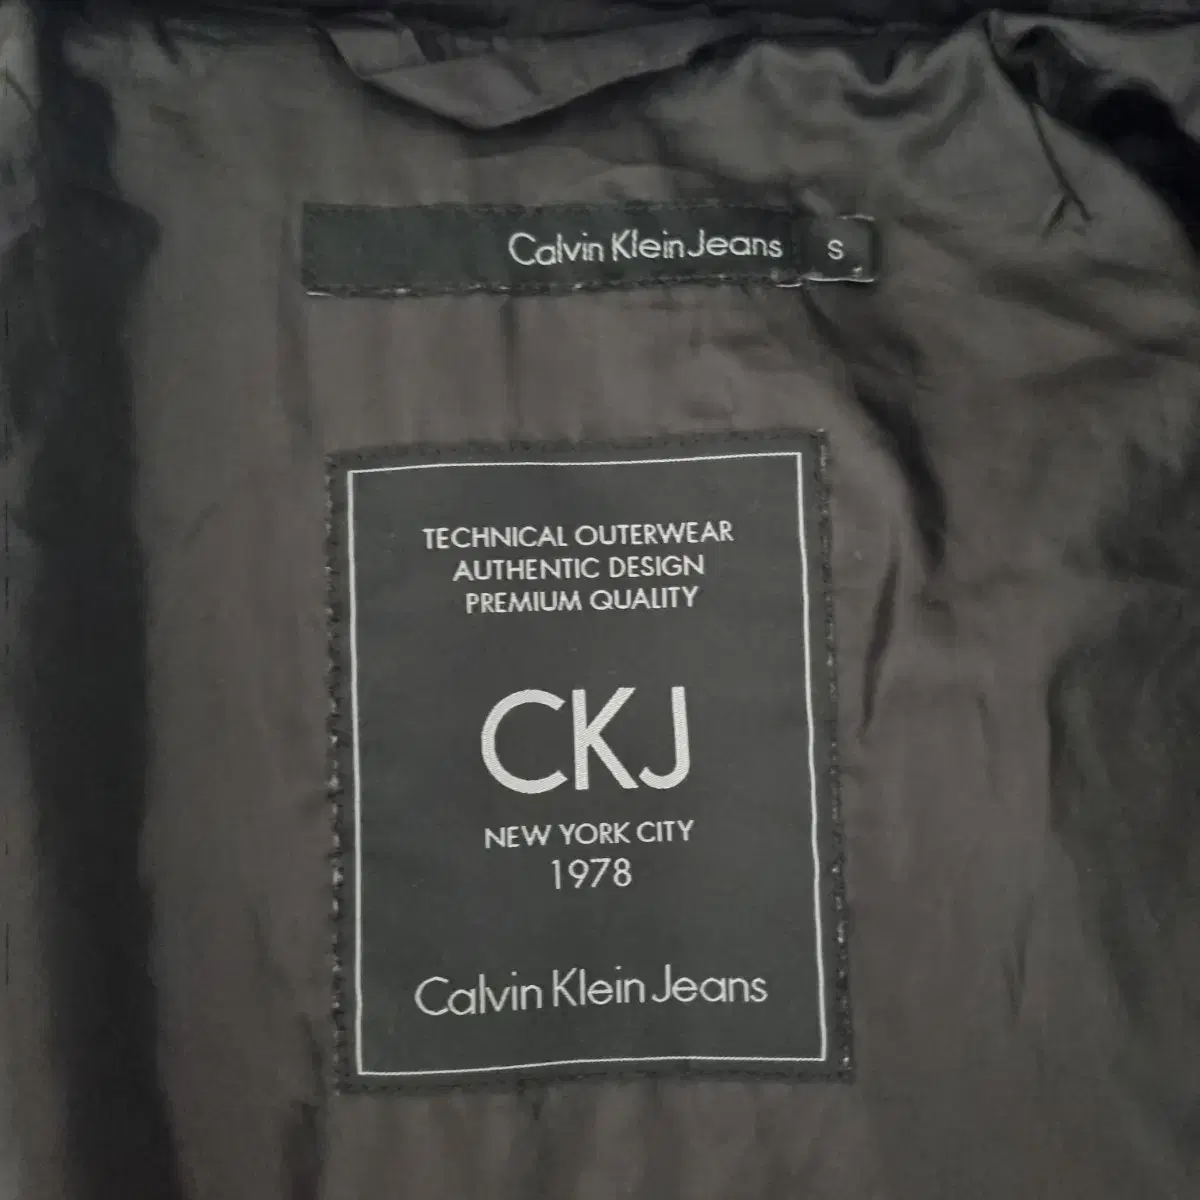 Calvin Klein Jeans S
TECHNICAL OUTERWEAR
AUTHENTIC DESIGN
PREMIUM QUALITY
CKJ
NEW YORK CITY
1978
Calvin Klein Jeans